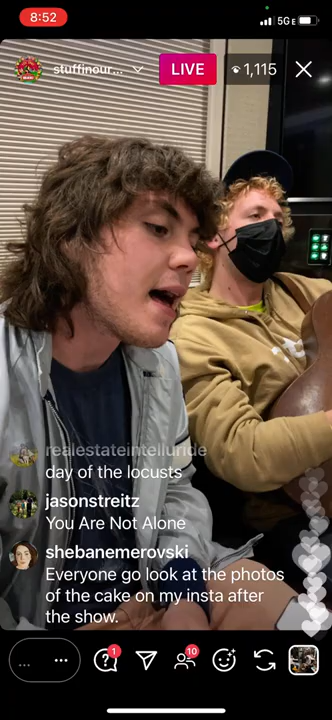 8:52
5GE
stuffinour...
LIVE
1,115
realestateintelluride
day of the locusts
jasonstreitz
You Are Not Alone
shebanemerovski
Everyone go look at the photos
of the cake on my insta after
the show.
...
1
10